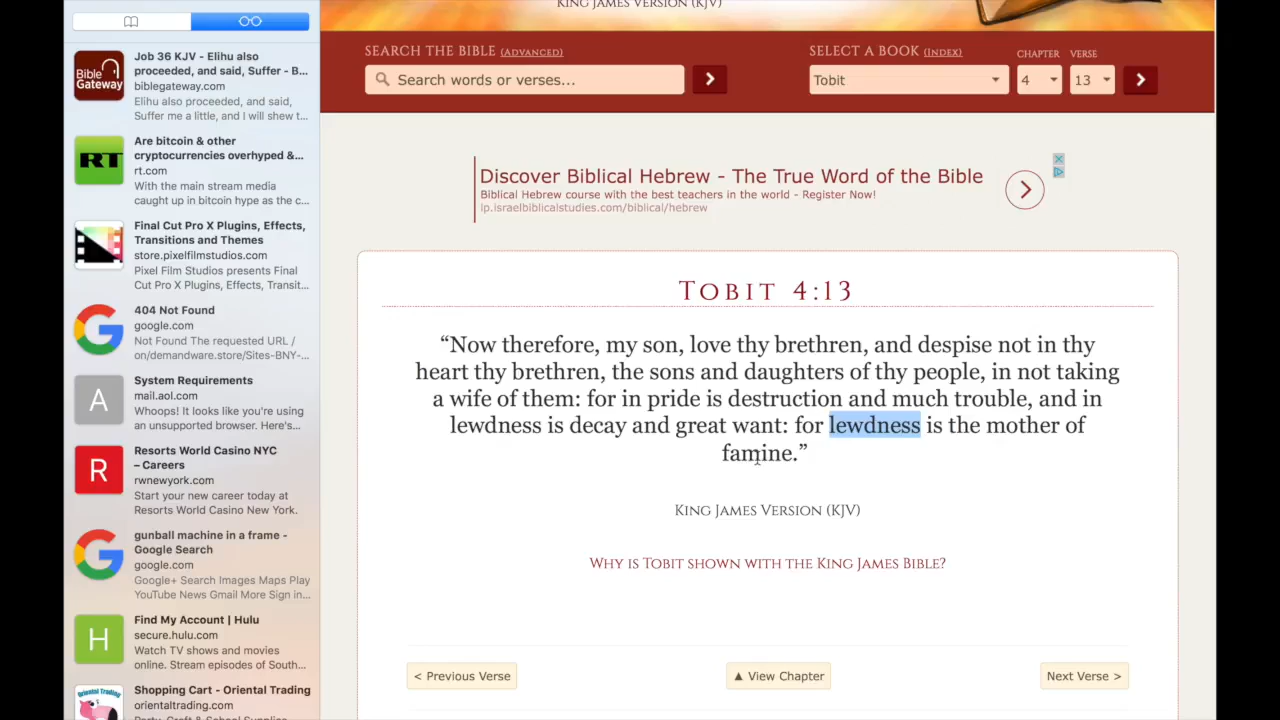 Job 36 KJV - Elihu also
proceeded, and said, Suffer - B...
biblegateway.com
Elihu also proceeded, and said,
Suffer me a little, and I will shew t...
Bible
Gateway
Are bitcoin & other
cryptocurrencies overhyped &...
rt.com
With the main stream media
caught up in bitcoin hype as the c...
RT
Final Cut Pro X Plugins, Effects,
Transitions and Themes
store.pixelfilmstudios.com
Pixel Film Studios presents Final
Cut Pro X Plugins, Effects, Transit...
404 Not Found
google.com
Not Found The requested URL /
on/demandware.store/Sites-BNY-...
G
System Requirements
mail.aol.com
Whoops! It looks like you're using
an unsupported browser. Here's...
A
Resorts World Casino NYC
– Careers
rwnewyork.com
Start your new career today at
Resorts World Casino New York.
R
gunball machine in a frame -
Google Search
google.com
Google+ Search Images Maps Play
YouTube News Gmail More Sign in...
G
Find My Account | Hulu
secure.hulu.com
Watch TV shows and movies
online. Stream episodes of South...
H
Shopping Cart - Oriental Trading
orientaltrading.com
Party, Craft & School Supplies
Oriental Trading
King James Version (KJV)
Search the Bible (Advanced)
Search words or verses...
Select a Book (Index)
Chapter
Verse
Tobit
4
13
Discover Biblical Hebrew - The True Word of the Bible
Biblical Hebrew course with the best teachers in the world - Register Now!
lp.israelbiblicalstudies.com/biblical/hebrew
Tobit 4:13
“Now therefore, my son, love thy brethren, and despise not in thy
heart thy brethren, the sons and daughters of thy people, in not taking
a wife of them: for in pride is destruction and much trouble, and in
lewdness is decay and great want: for lewdness is the mother of
famine.”
King James Version (KJV)
Why is Tobit shown with the King James Bible?
< Previous Verse
▲ View Chapter
Next Verse >